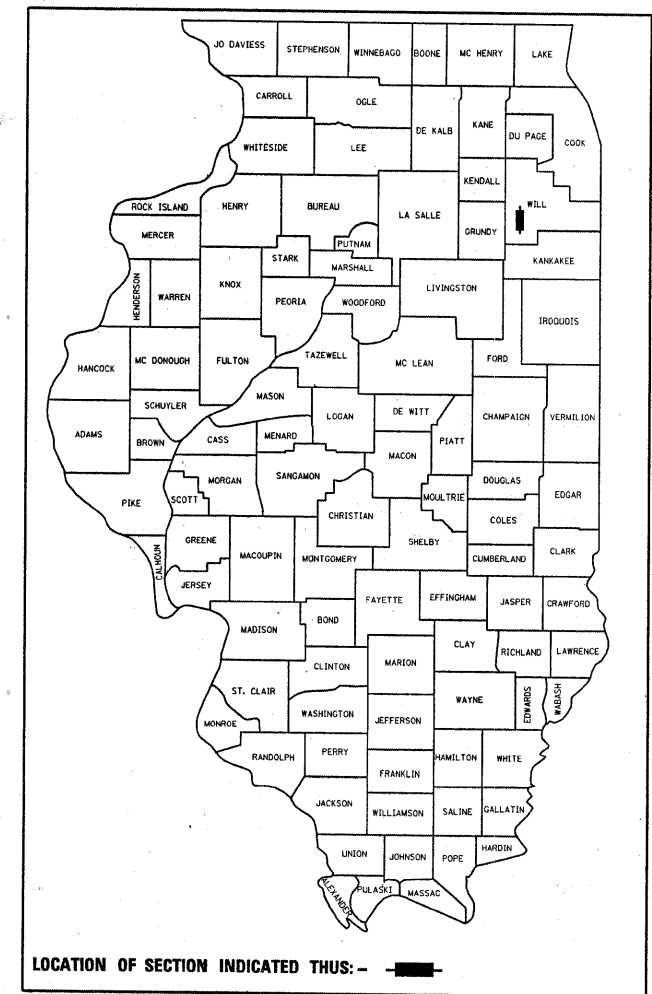 JO DAVIESS STEPHENSON WINNEBAGO BOONE MC HENRY LAKE
CARROLL OGLE DE KALB KANE DU PAGE COOK
WHITESIDE LEE KENDALL WILL
ROCK ISLAND HENRY BUREAU LA SALLE GRUNDY
MERCER PUTNAM KANKAKEE
STARK MARSHALL
HENDERSON WARREN KNOX PEORIA WOODFORD LIVINGSTON IROQUOIS
HANCOCK MC DONOUGH FULTON TAZEWELL MC LEAN FORD
SCHUYLER MASON LOGAN DE WITT CHAMPAIGN VERMILION
ADAMS BROWN CASS MENARD PIATT
MACON
PIKE SCOTT MORGAN SANGAMON MOULTRIE DOUGLAS EDGAR
CHRISTIAN COLES
GREENE MACOUPIN MONTGOMERY SHELBY CUMBERLAND CLARK
CALHOUN JERSEY
FAYETTE EFFINGHAM JASPER CRAWFORD
MADISON BOND
CLINTON MARION CLAY RICHLAND LAWRENCE
ST. CLAIR WAYNE EDWARDS WABASH
WASHINGTON JEFFERSON
MONROE
RANDOLPH PERRY HAMILTON WHITE
FRANKLIN
JACKSON WILLIAMSON SALINE GALLATIN
UNION JOHNSON POPE HARDIN
ALEXANDER PULASKI MASSAC
LOCATION OF SECTION INDICATED THUS: -